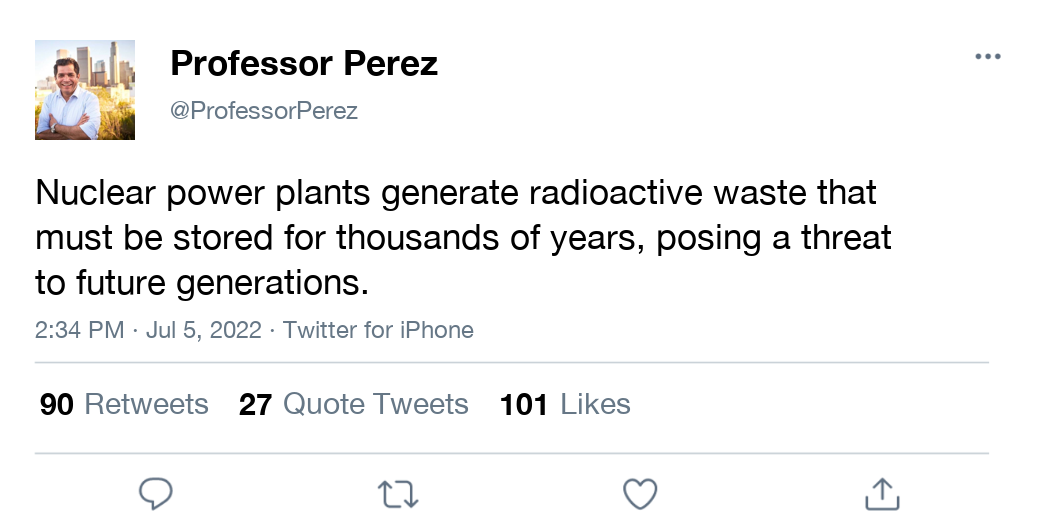 Professor Perez
@ProfessorPerez
Nuclear power plants generate radioactive waste that
must be stored for thousands of years, posing a threat
to future generations.
2:34 PM · Jul 5, 2022 · Twitter for iPhone
90 Retweets 27 Quote Tweets 101 Likes